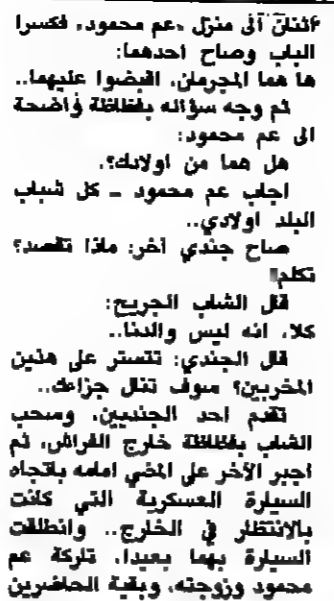 اثنان الى منزل «عم محمود» فكسرا
الباب وصاح احدهما:
ها هما المجرمان، اقبضوا عليهما..
ثم وجه سؤاله بفظاظة واضحة
الى عم محمود:
هل هما من اولادك؟.
اجاب عم محمود ــ كل شباب
البلد اولادي..
صاح جندي آخر: ماذا تقصد؟
تكلم!
قال الشاب الجريح:
كلا، انه ليس والدنا..
قال الجندي: تتستر على هذين
المخربين؟ سوف تنال جزاءك..
تقدم احد الجنديين، وسحب
الشاب بفظاظة خارج الفراش، ثم
اجبر الآخر على المضي امامه باتجاه
السيارة العسكرية التي كانت
بالانتظار في الخارج.. وانطلقت
السيارة بهما بعيدا، تاركة عم
محمود وزوجته، وبقية الحاضرين